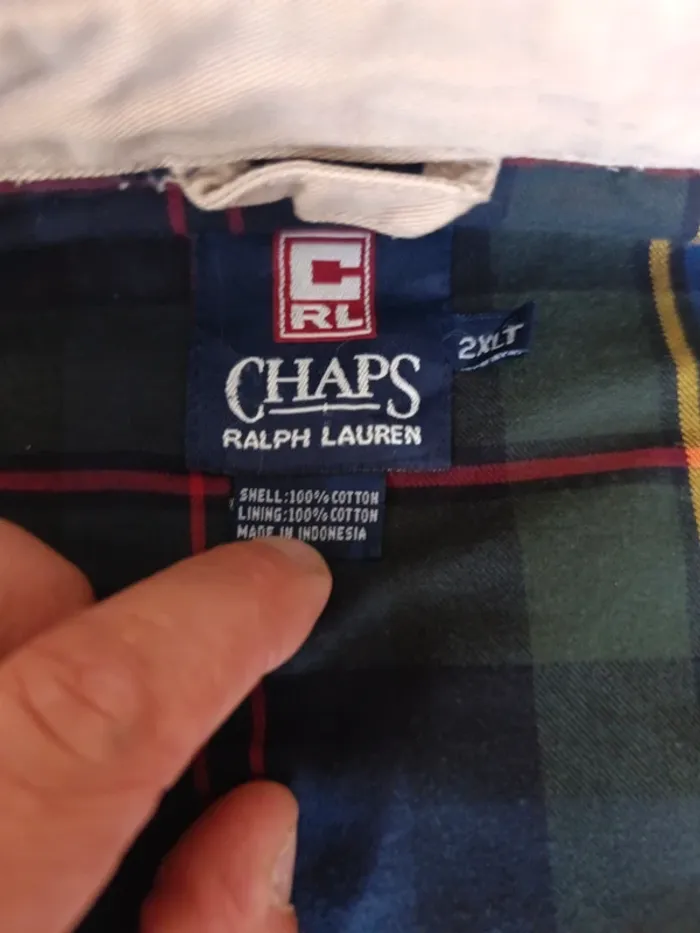 C
RL
CHAPS
RALPH LAUREN
2XLT
SHELL:100% COTTON
LINING:100% COTTON
MADE IN INDONESIA